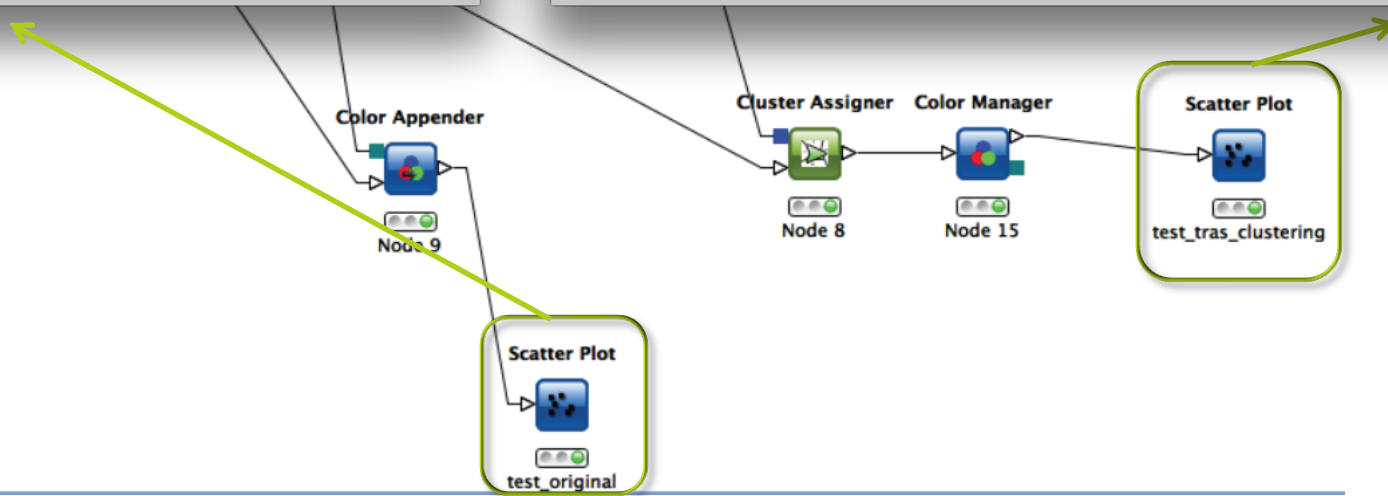 Color Appender
Node 9
Scatter Plot
test_original
Cluster Assigner
Node 8
Color Manager
Node 15
Scatter Plot
test_tras_clustering